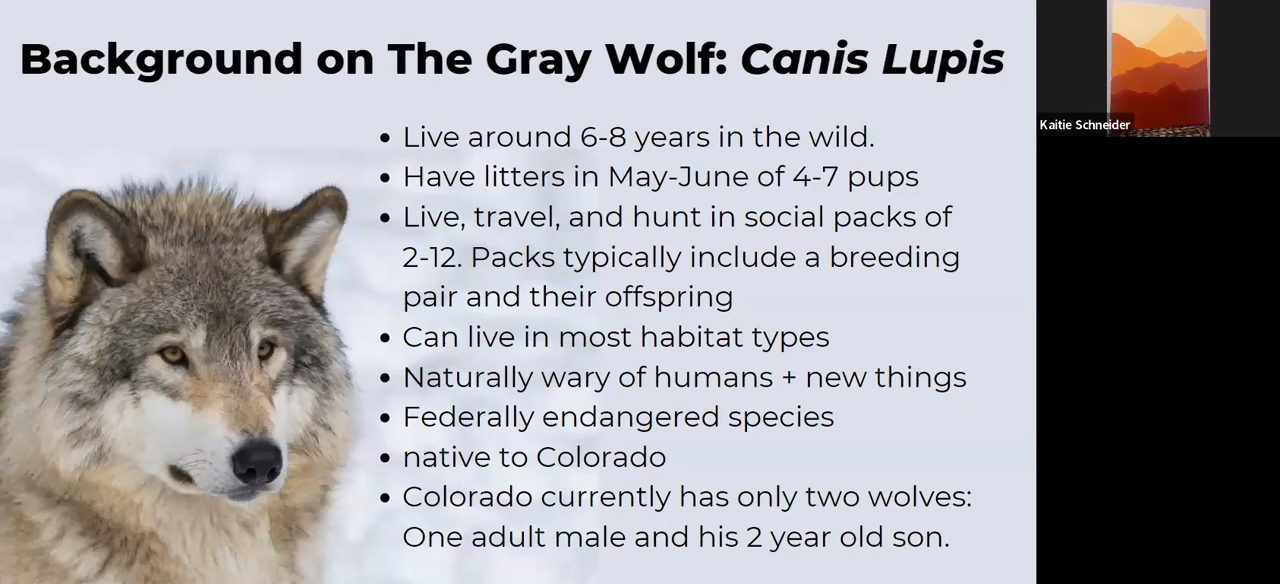 Background on The Gray Wolf: Canis Lupis
• Live around 6-8 years in the wild.
• Have litters in May-June of 4-7 pups
• Live, travel, and hunt in social packs of
2-12. Packs typically include a breeding
pair and their offspring
• Can live in most habitat types
• Naturally wary of humans + new things
• Federally endangered species
• native to Colorado
• Colorado currently has only two wolves:
One adult male and his 2 year old son.
Kaitie Schneider